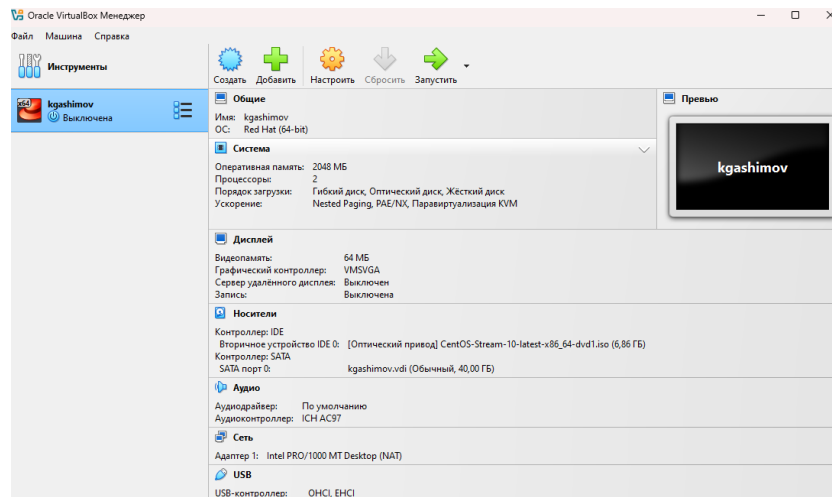 Oracle VirtualBox Менеджер
Файл Машина Справка
Инструменты
Создать Добавить Настроить Сбросить Запустить
x64
kgashimov
Выключена
Общие
Имя: kgashimov
ОС: Red Hat (64-bit)
Система
Оперативная память: 2048 МБ
Процессоры: 2
Порядок загрузки: Гибкий диск, Оптический диск, Жёсткий диск
Ускорение: Nested Paging, PAE/NX, Паравиртуализация KVM
Превью
kgashimov
Дисплей
Видеопамять: 64 МБ
Графический контроллер: VMSVGA
Сервер удалённого дисплея: Выключен
Запись: Выключена
Носители
Контроллер: IDE
Вторичное устройство IDE 0: [Оптический привод] CentOS-Stream-10-latest-x86_64-dvd1.iso (6,86 ГБ)
Контроллер: SATA
SATA порт 0: kgashimov.vdi (Обычный, 40,00 ГБ)
Аудио
Аудиодрайвер: По умолчанию
Аудиоконтроллер: ICH AC97
Сеть
Адаптер 1: Intel PRO/1000 MT Desktop (NAT)
USB
USB-контроллер: OHCI, EHCI